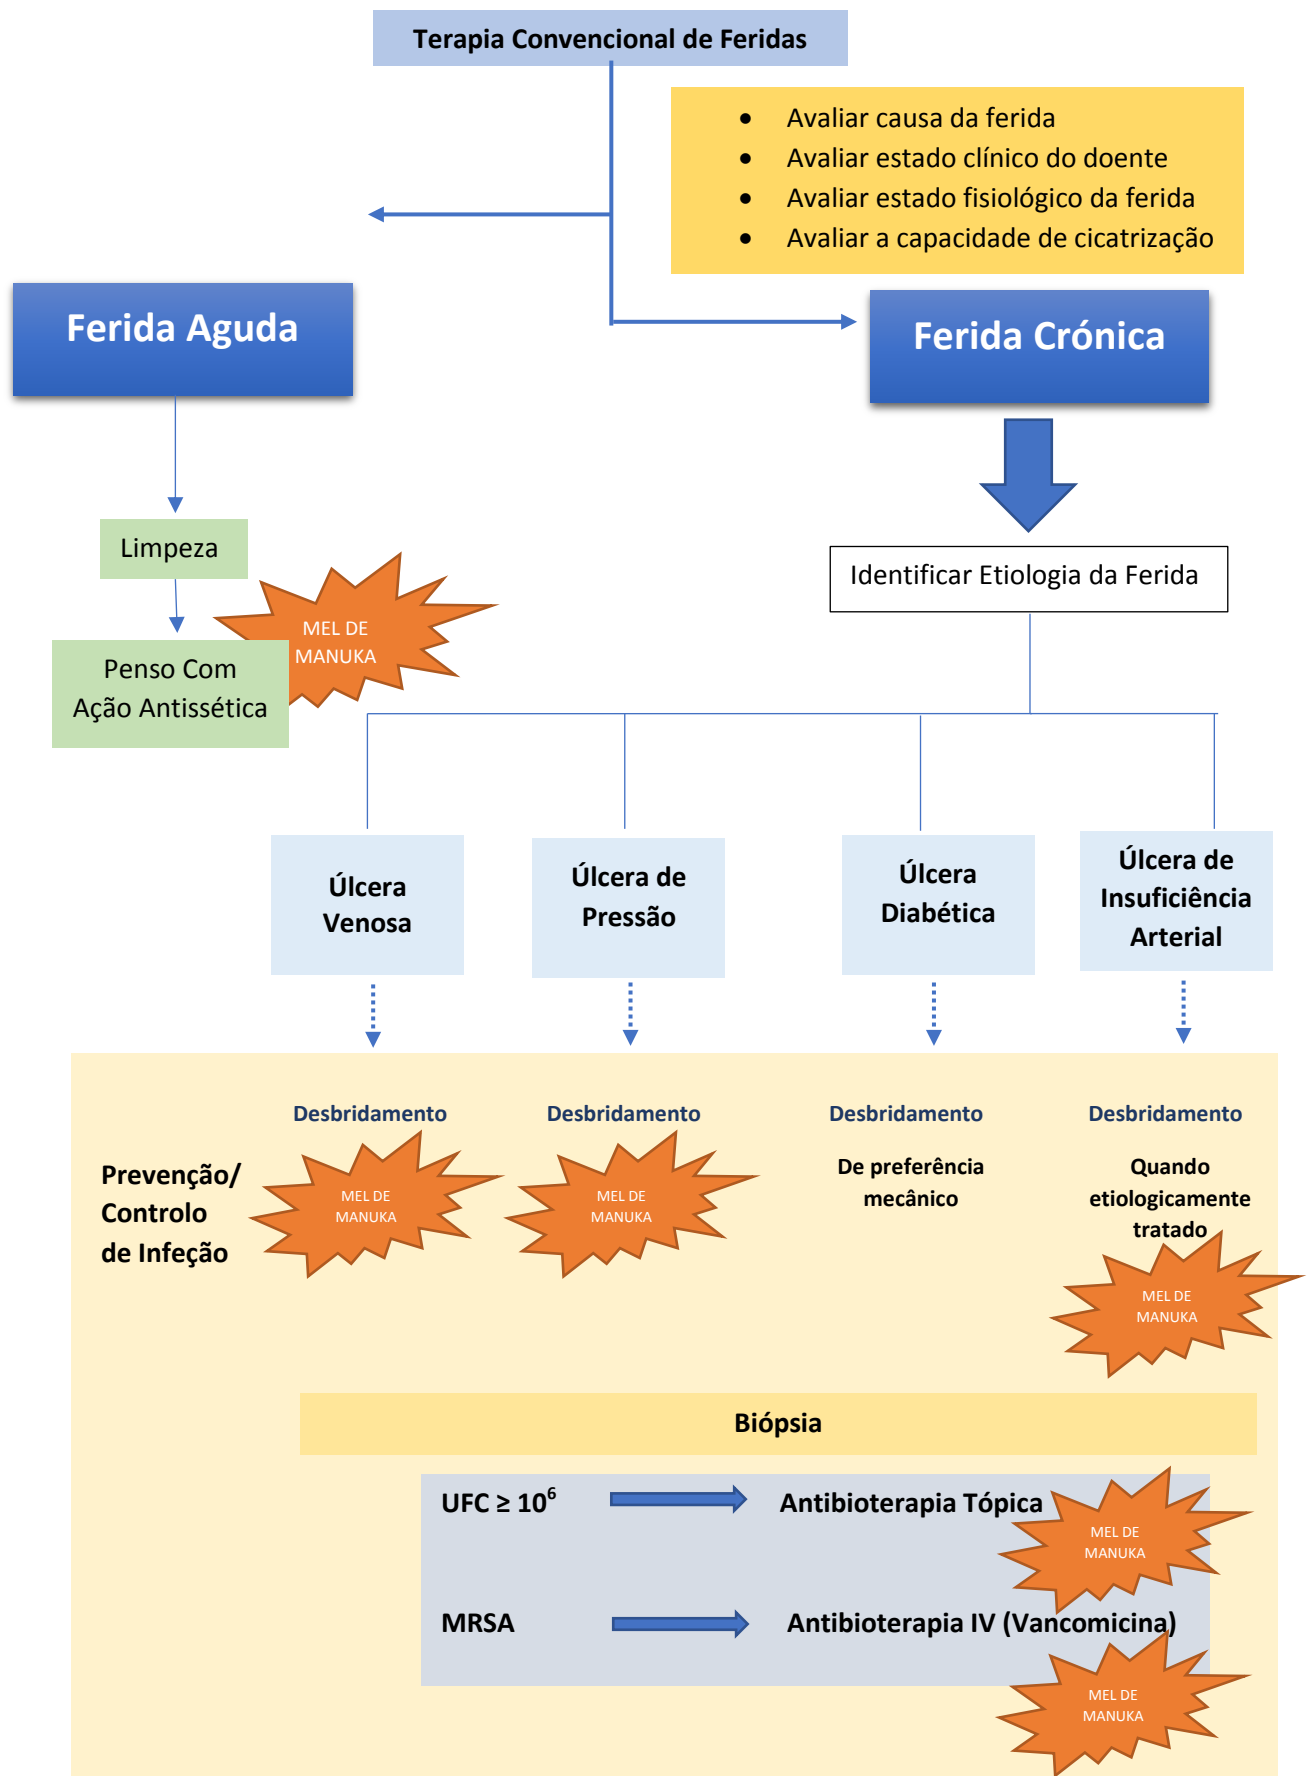 Terapia Convencional de Feridas
• Avaliar causa da ferida
• Avaliar estado clínico do doente
• Avaliar estado fisiológico da ferida
• Avaliar a capacidade de cicatrização
Ferida Aguda
Ferida Crónica
Limpeza
Identificar Etiologia da Ferida
MEL DE
MANUKA
Penso Com
Ação Antissética
Úlcera
Venosa
Úlcera de
Pressão
Úlcera
Diabética
Úlcera de
Insuficiência
Arterial
Prevenção/
Controlo
de Infeção
Desbridamento
MEL DE
MANUKA
Desbridamento
MEL DE
MANUKA
Desbridamento
De preferência
mecânico
Desbridamento
Quando
etiologicamente
tratado
MEL DE
MANUKA
Biópsia
UFC ≥ 10⁶
Antibioterapia Tópica
MEL DE
MANUKA
MRSA
Antibioterapia IV (Vancomicina)
MEL DE
MANUKA